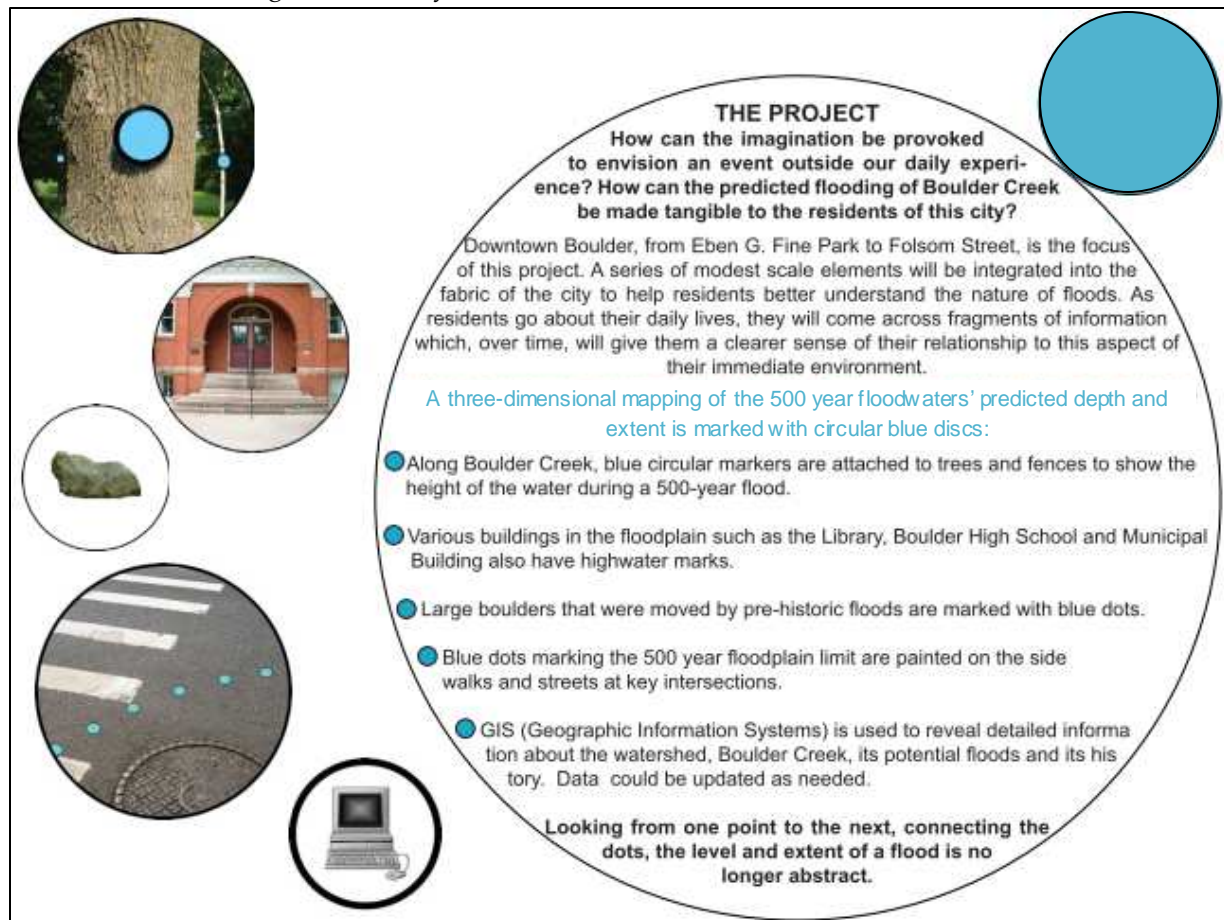 THE PROJECT
How can the imagination be provoked
to envision an event outside our daily experi-
ence? How can the predicted flooding of Boulder Creek
be made tangible to the residents of this city?
Downtown Boulder, from Eben G. Fine Park to Folsom Street, is the focus
of this project. A series of modest scale elements will be integrated into the
fabric of the city to help residents better understand the nature of floods. As
residents go about their daily lives, they will come across fragments of information
which, over time, will give them a clearer sense of their relationship to this aspect of
their immediate environment.
A three-dimensional mapping of the 500 year floodwaters' predicted depth and
extent is marked with circular blue discs:
Along Boulder Creek, blue circular markers are attached to trees and fences to show the
height of the water during a 500-year flood.
Various buildings in the floodplain such as the Library, Boulder High School and Municipal
Building also have highwater marks.
Large boulders that were moved by pre-historic floods are marked with blue dots.
Blue dots marking the 500 year floodplain limit are painted on the side
walks and streets at key intersections.
GIS (Geographic Information Systems) is used to reveal detailed informa
tion about the watershed, Boulder Creek, its potential floods and its his
tory. Data could be updated as needed.
Looking from one point to the next, connecting the
dots, the level and extent of a flood is no
longer abstract.